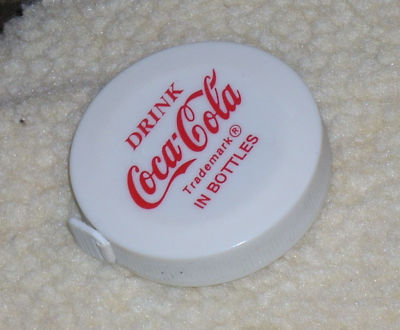 DRINK
Coca-Cola
Trademark®
IN BOTTLES